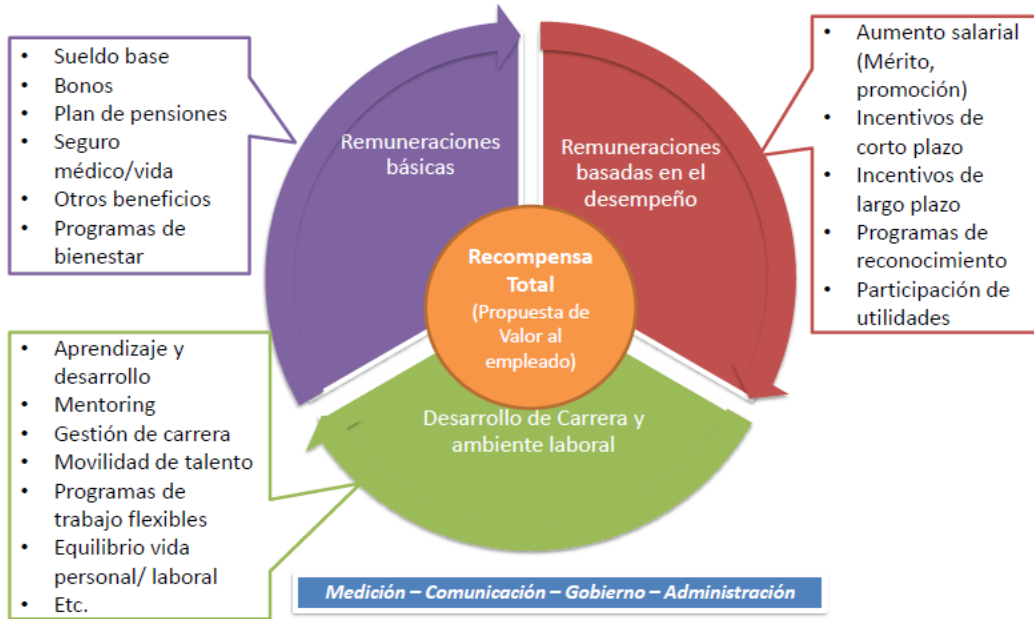 • Sueldo base
• Bonos
• Plan de pensiones
• Seguro
médico/vida
• Otros beneficios
• Programas de
bienestar
Remuneraciones
básicas
Remuneraciones
basadas en el
desempeño
• Aumento salarial
(Mérito,
promoción)
• Incentivos de
corto plazo
• Incentivos de
largo plazo
• Programas de
reconocimiento
• Participación de
utilidades
Recompensa
Total
(Propuesta de
Valor al
empleado)
• Aprendizaje y
desarrollo
• Mentoring
• Gestión de carrera
• Movilidad de talento
• Programas de
trabajo flexibles
• Equilibrio vida
personal/ laboral
• Etc.
Desarrollo de Carrera y
ambiente laboral
Medición – Comunicación – Gobierno – Administración